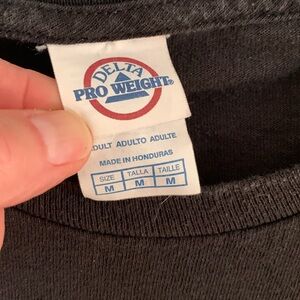 DELTA
PRO WEIGHT®
ADULT ADULTO ADULTE
MADE IN HONDURAS
SIZE TALLA TAILLE
M M M